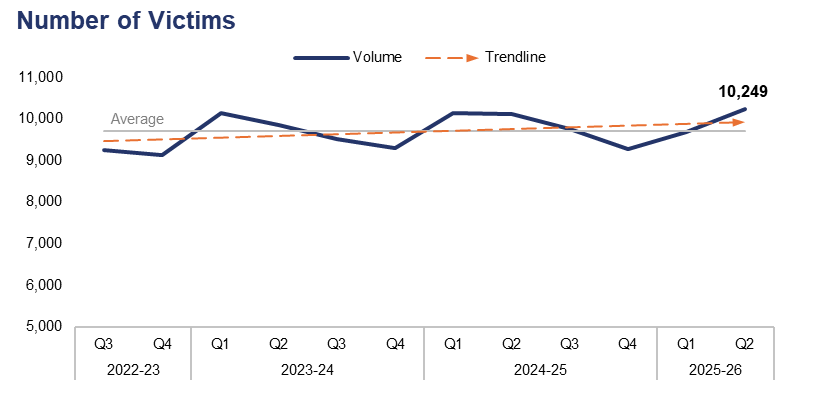 Number of Victims
Volume Trendline
11,000
10,249
10,000
Average
9,000
8,000
7,000
6,000
5,000
Q3 Q4 Q1 Q2 Q3 Q4 Q1 Q2 Q3 Q4 Q1 Q2
2022-23 2023-24 2024-25 2025-26